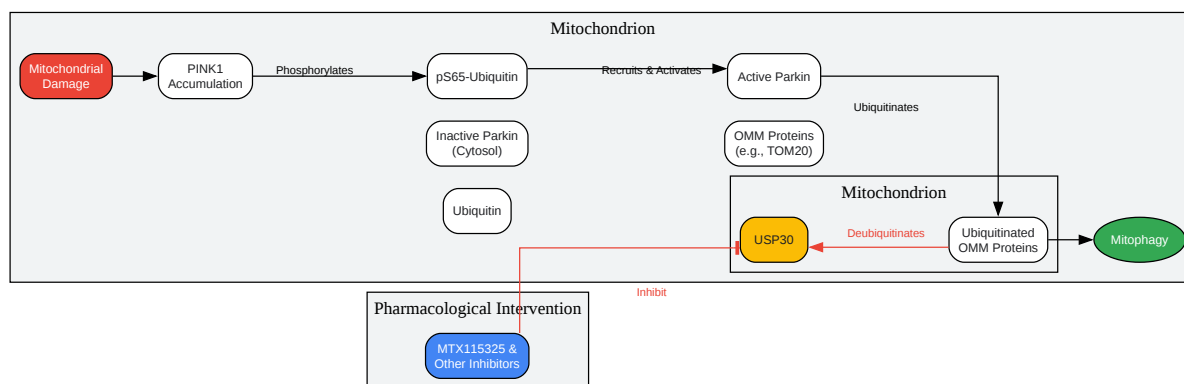 Mitochondrion
Mitochondrial
Damage
PINK1
Accumulation
Phosphorylates
pS65-Ubiquitin
Recruits & Activates
Active Parkin
Ubiquitinates
Inactive Parkin
(Cytosol)
OMM Proteins
(e.g., TOM20)
Ubiquitin
Mitochondrion
USP30
Deubiquitinates
Ubiquitinated
OMM Proteins
Mitophagy
Inhibit
Pharmacological Intervention
MTX115325 &
Other Inhibitors